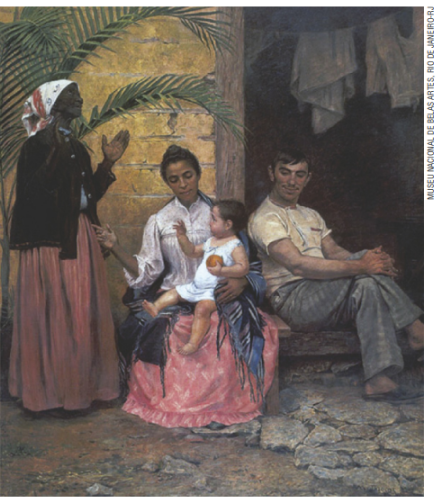 MUSEU NACIONAL DE BELAS ARTES, RIO DE JANEIRO-RJ